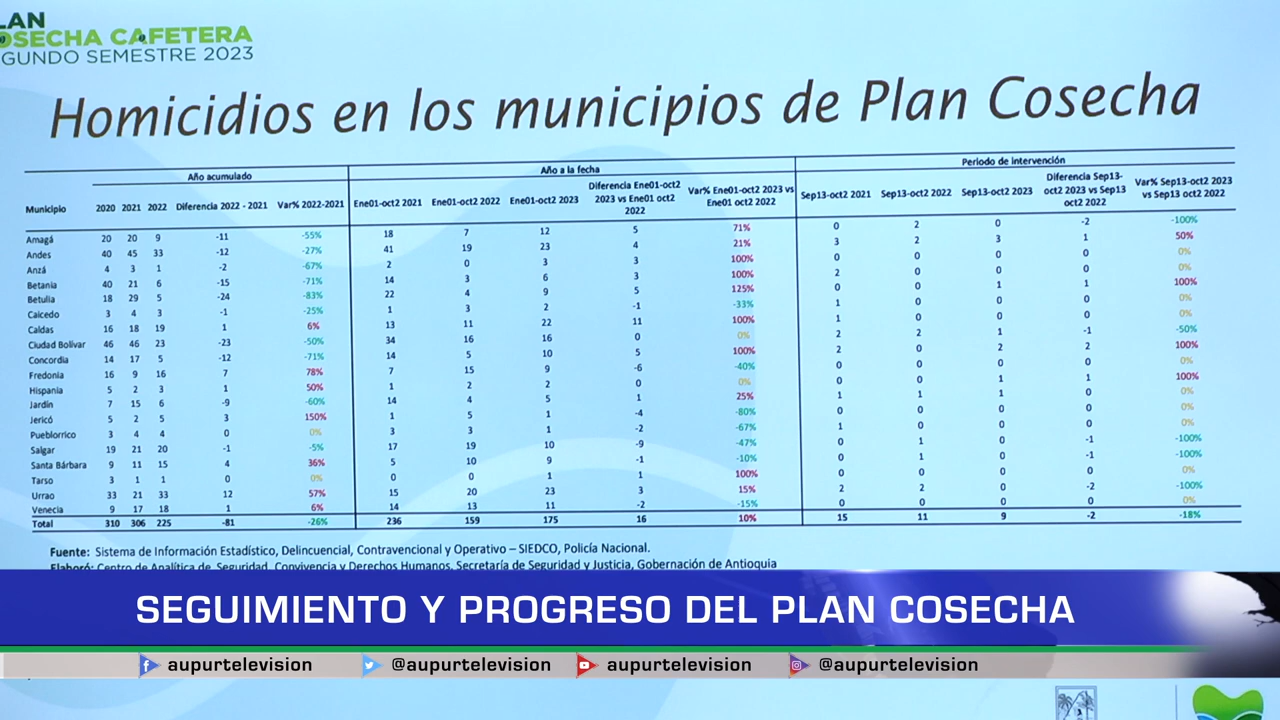 LAN
OSECHA CAFETERA
GUNDO SEMESTRE 2023
Homicidios en los municipios de Plan Cosecha
Año acumulado Año a la fecha Periodo de intervención
Municipio 2020 2021 2022 Diferencia 2022 - 2021 Var% 2022-2021 Ene01-oct2 2021 Ene01-oct2 2022 Ene01-oct2 2023 Diferencia Ene01-oct2 2023 vs Ene01 oct2 2022 Var% Ene01-oct2 2023 vs Ene01 oct2 2022 Sep13-oct2 2021 Sep13-oct2 2022 Sep13-oct2 2023 Diferencia Sep13-oct2 2023 vs Sep13 oct2 2022 Var% Sep13-oct2 2023 vs Sep13 oct2 2022
Amagá 20 20 9 -11 -55% 18 7 12 5 71% 0 2 0 -2 -100%
Andes 40 45 33 -12 -27% 41 19 23 4 21% 3 2 3 1 50%
Anzá 4 3 1 -2 -67% 2 0 3 3 100% 0 0 0 0 0%
Betania 40 21 6 -15 -71% 14 3 6 3 100% 2 0 0 0 0%
Betulia 18 29 5 -24 -83% 22 4 9 5 125% 0 0 1 1 100%
Caicedo 3 4 3 -1 -25% 1 3 2 -1 -33% 1 0 0 0 0%
Caldas 16 18 19 1 6% 13 11 22 11 100% 1 0 0 0 0%
Ciudad Bolívar 46 46 23 -23 -50% 34 16 16 0 0% 2 2 1 -1 -50%
Concordia 14 17 5 -12 -71% 14 5 10 5 100% 2 0 2 2 100%
Fredonia 16 9 16 7 78% 7 15 9 -6 -40% 0 0 0 0 0%
Hispania 5 2 3 1 50% 1 2 2 0 0% 0 0 1 1 100%
Jardín 7 15 6 -9 -60% 14 4 5 1 25% 1 1 1 0 0%
Jericó 5 2 5 3 150% 1 5 1 -4 -80% 0 0 0 0 0%
Pueblorrico 3 4 4 0 0% 3 3 1 -2 -67% 1 0 0 0 0%
Salgar 19 21 20 -1 -5% 17 19 10 -9 -47% 0 1 0 -1 -100%
Santa Bárbara 9 11 15 4 36% 5 10 9 -1 -10% 0 1 0 -1 -100%
Tarso 3 1 1 0 0% 0 0 1 1 100% 0 0 0 0 0%
Urrao 33 21 33 12 57% 15 20 23 3 15% 2 2 0 -2 -100%
Venecia 9 17 18 1 6% 14 13 11 -2 -15% 0 0 0 0 0%
Total 310 306 225 -81 -26% 236 159 175 16 10% 15 11 9 -2 -18%
Fuente: Sistema de Información Estadístico, Delincuencial, Contravencional y Operativo – SIEDCO, Policía Nacional.
Elaboró: Centro de Analítica de Seguridad, Convivencia y Derechos Humanos, Secretaría de Seguridad y Justicia, Gobernación de Antioquia
SEGUIMIENTO Y PROGRESO DEL PLAN COSECHA
aupurtelevision @aupurtelevision aupurtelevision @aupurtelevision